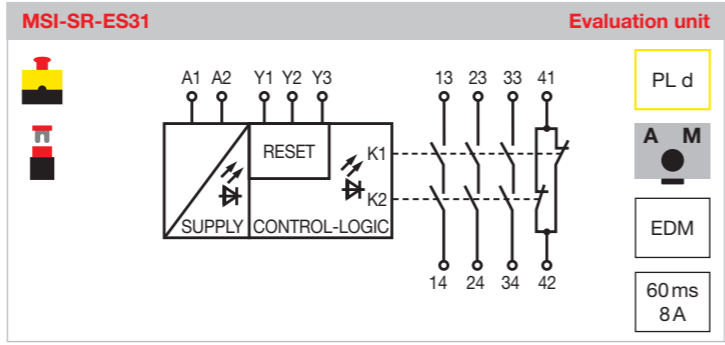 MSI-SR-ES31 Evaluation unit
A1 A2 Y1 Y2 Y3 13 23 33 41
PL d
RESET
K1
A M
K2
SUPPLY CONTROL-LOGIC
EDM
14 24 34 42
60 ms
8 A